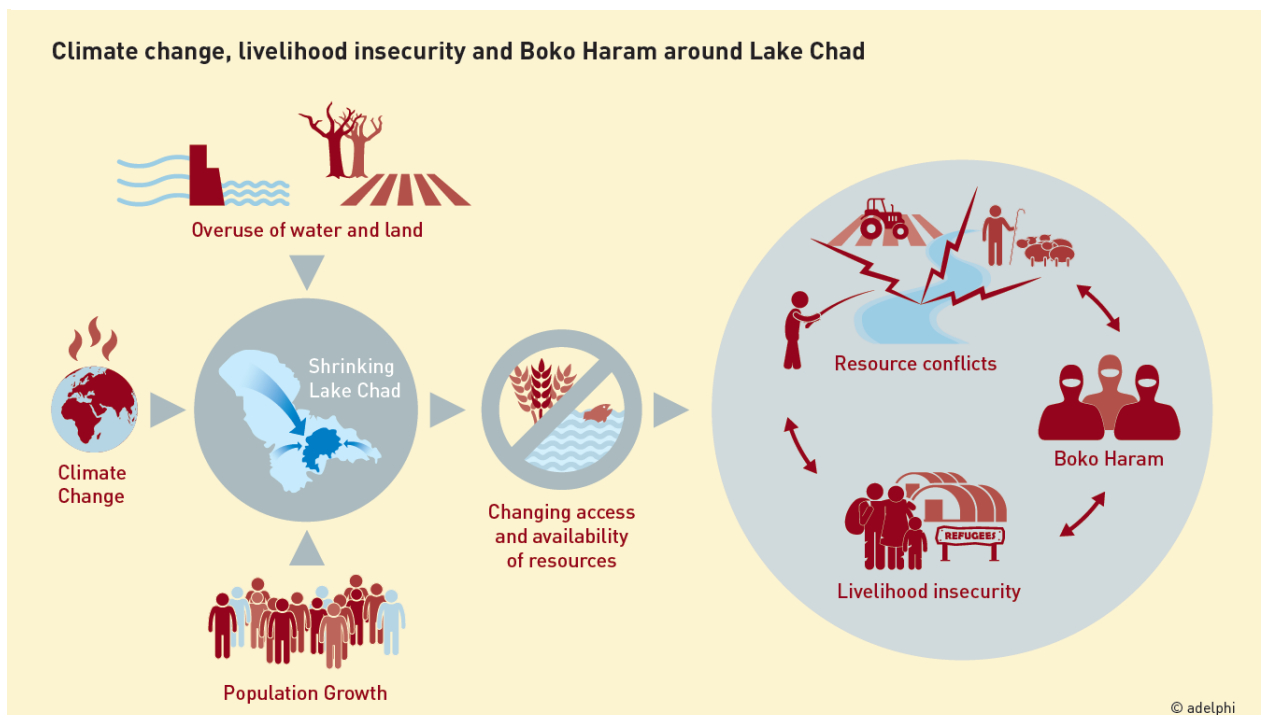 Climate change, livelihood insecurity and Boko Haram around Lake Chad
Overuse of water and land
Climate
Change
Shrinking
Lake Chad
Population Growth
Changing access
and availability
of resources
Resource conflicts
Boko Haram
REFUGEES
Livelihood insecurity
© adelphi